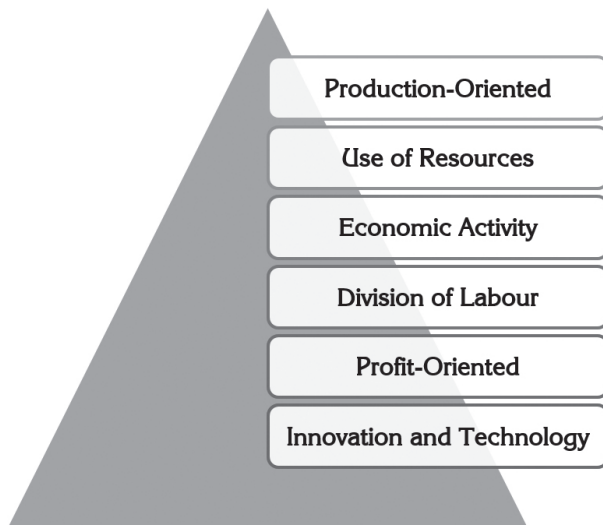 Production-Oriented
Use of Resources
Economic Activity
Division of Labour
Profit-Oriented
Innovation and Technology